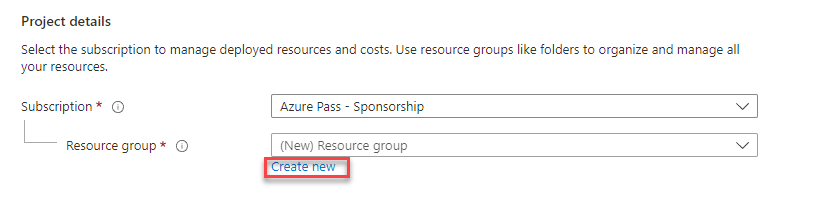 Project details
Select the subscription to manage deployed resources and costs. Use resource groups like folders to organize and manage all
your resources.
Subscription *
Azure Pass - Sponsorship
Resource group *
(New) Resource group
Create new